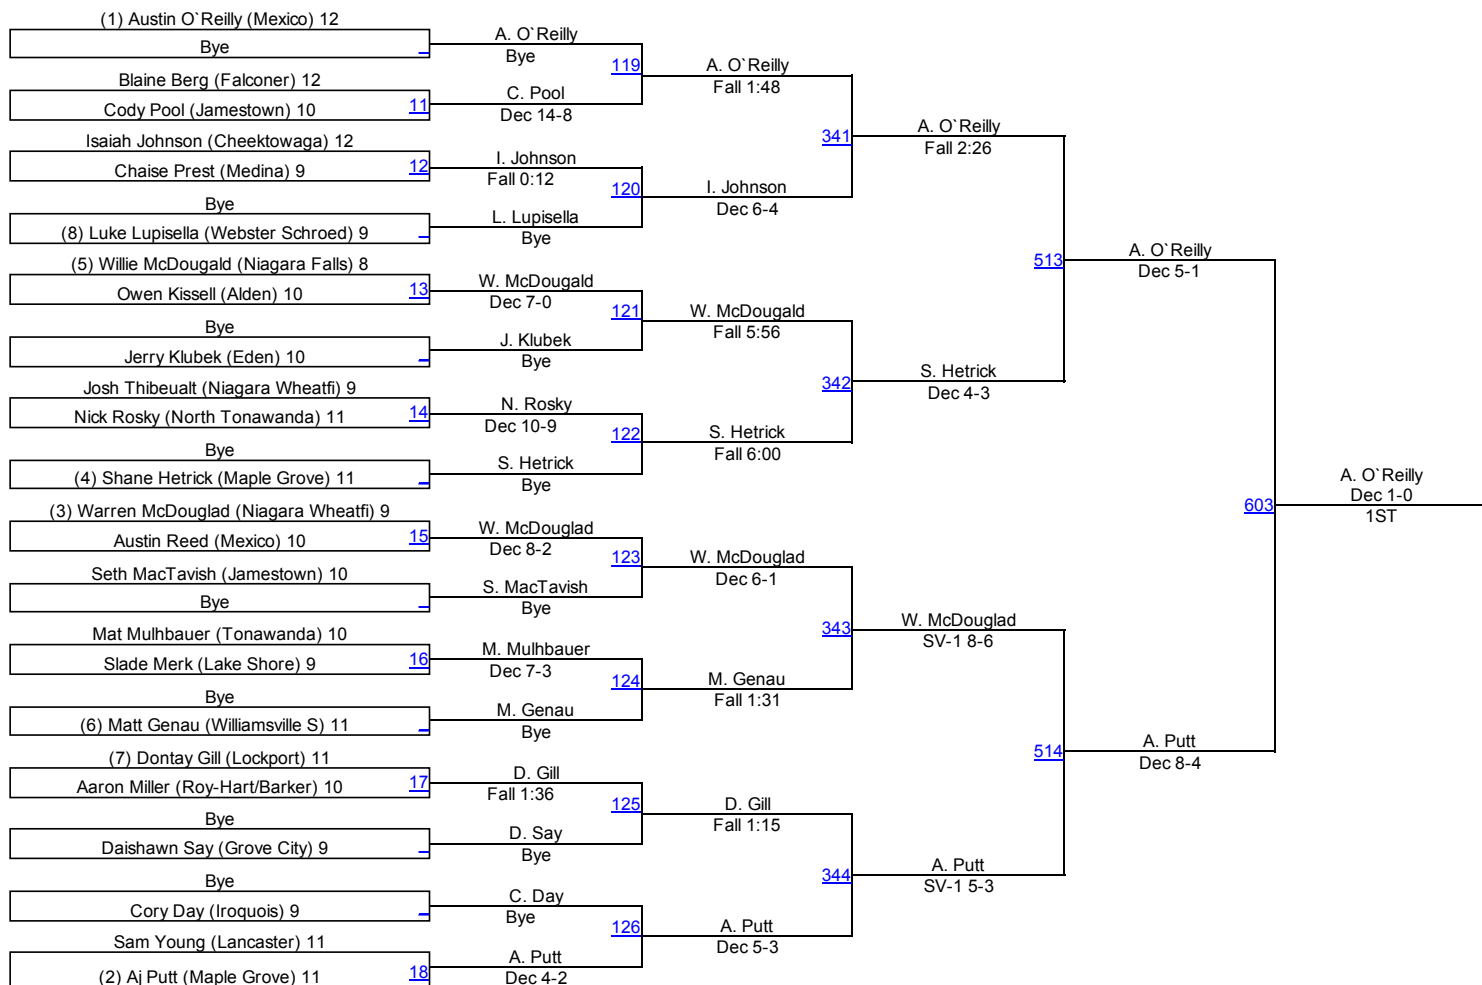 (1) Austin O`Reilly (Mexico) 12
Bye
Blaine Berg (Falconer) 12
Cody Pool (Jamestown) 10
11
Isaiah Johnson (Cheektowaga) 12
Chaise Prest (Medina) 9
12
Bye
(8) Luke Lupisella (Webster Schroed) 9
(5) Willie McDougald (Niagara Falls) 8
Owen Kissell (Alden) 10
13
Bye
Jerry Klubek (Eden) 10
Josh Thibeualt (Niagara Wheatfi) 9
Nick Rosky (North Tonawanda) 11
14
Bye
(4) Shane Hetrick (Maple Grove) 11
(3) Warren McDouglad (Niagara Wheatfi) 9
Austin Reed (Mexico) 10
15
Seth MacTavish (Jamestown) 10
Bye
Mat Mulhbauer (Tonawanda) 10
Slade Merk (Lake Shore) 9
16
Bye
(6) Matt Genau (Williamsville S) 11
(7) Dontay Gill (Lockport) 11
Aaron Miller (Roy-Hart/Barker) 10
17
Bye
Daishawn Say (Grove City) 9
Bye
Cory Day (Iroquois) 9
Sam Young (Lancaster) 11
(2) Aj Putt (Maple Grove) 11
18
A. O`Reilly
Bye
119
C. Pool
Dec 14-8
I. Johnson
Fall 0:12
120
L. Lupisella
Bye
W. McDougald
Dec 7-0
121
J. Klubek
Bye
N. Rosky
Dec 10-9
122
S. Hetrick
Bye
W. McDouglad
Dec 8-2
123
S. MacTavish
Bye
M. Mulhbauer
Dec 7-3
124
M. Genau
Bye
D. Gill
Fall 1:36
125
D. Say
Bye
C. Day
Bye
126
A. Putt
Dec 4-2
A. O`Reilly
Fall 1:48
341
I. Johnson
Dec 6-4
W. McDougald
Fall 5:56
342
S. Hetrick
Fall 6:00
W. McDouglad
Dec 6-1
343
M. Genau
Fall 1:31
D. Gill
Fall 1:15
344
A. Putt
Dec 5-3
A. O`Reilly
Fall 2:26
513
S. Hetrick
Dec 4-3
W. McDouglad
SV-1 8-6
514
A. Putt
SV-1 5-3
A. O`Reilly
Dec 5-1
603
A. Putt
Dec 8-4
A. O`Reilly
Dec 1-0
1ST